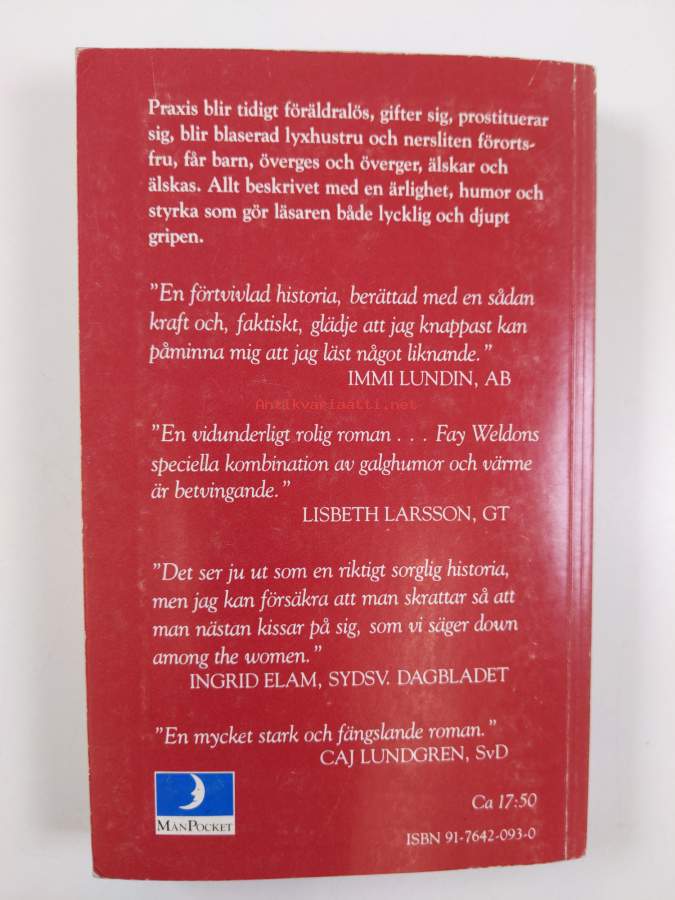 Praxis blir tidigt föräldralös, gifter sig, prostituerar
sig, blir blaserad lyxhustru och nersliten förorts-
fru, får barn, överges och överger, älskar och
älskas. Allt beskrivet med en ärlighet, humor och
styrka som gör läsaren både lycklig och djupt
gripen.
"En förtvivlad historia, berättad med en sådan
kraft och, faktiskt, glädje att jag knappast kan
påminna mig att jag läst något liknande."
IMMI LUNDIN, AB
Antikvariaatti.net
"En vidunderligt rolig roman . . . Fay Weldons
speciella kombination av galghumor och värme
är betvingande."
LISBETH LARSSON, GT
"Det ser ju ut som en riktigt sorglig historia,
men jag kan försäkra att man skrattar så att
man nästan kissar på sig, som vi säger down
among the women."
INGRID ELAM, SYDSV. DAGBLADET
"En mycket stark och fängslande roman."
CAJ LUNDGREN, SvD
MÅNPOCKET
Ca 17:50
ISBN 91-7642-093-0